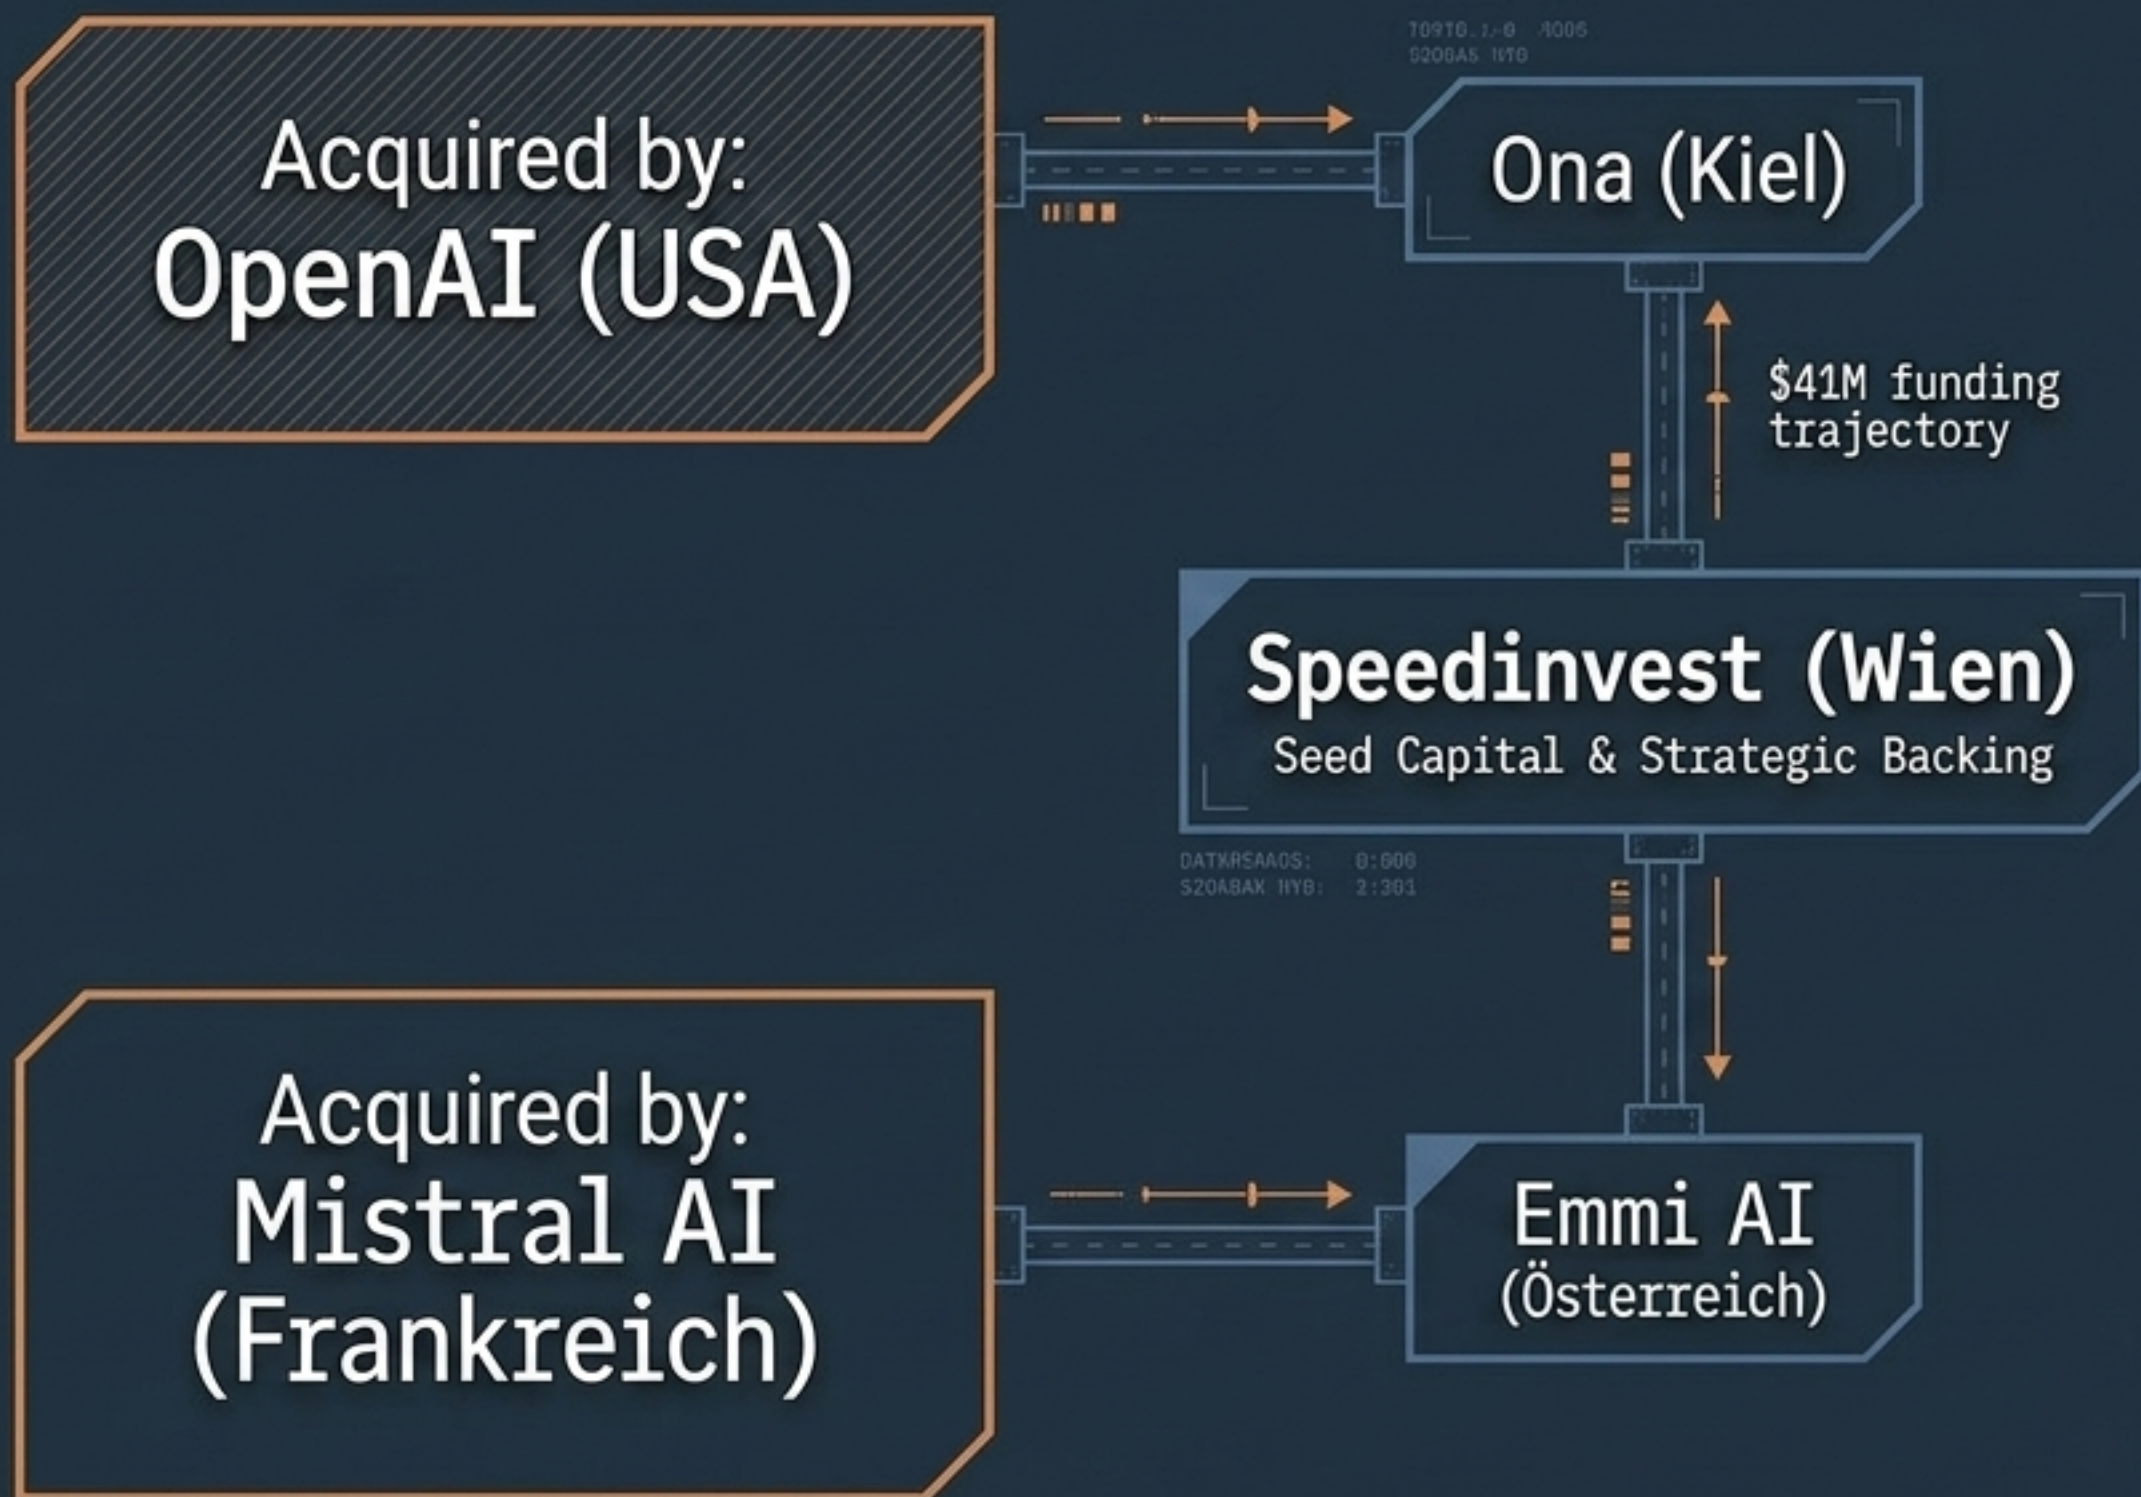 Acquired by:
OpenAI (USA)
Ona (Kiel)
$41M funding
trajectory
Speedinvest (Wien)
Seed Capital & Strategic Backing
Acquired by:
Mistral AI
(Frankreich)
Emmi AI
(Österreich)